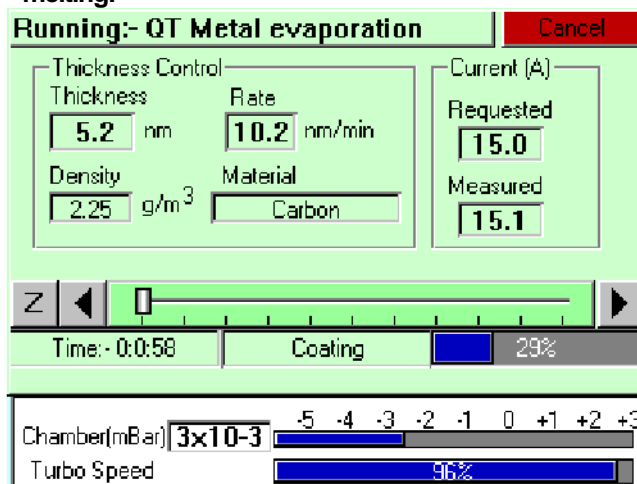 melting.
Running:- QT Metal evaporation Cancel
Thickness Control Current (A)
Thickness Rate Requested
5.2 nm 10.2 nm/min 15.0
Density Material Measured
2.25 g/m3 Carbon 15.1
Z
Time:- 0:0:58 Coating 29%
-5 -4 -3 -2 -1 0 +1 +2 +3
Chamber(mBar) 3x10-3
Turbo Speed 96%